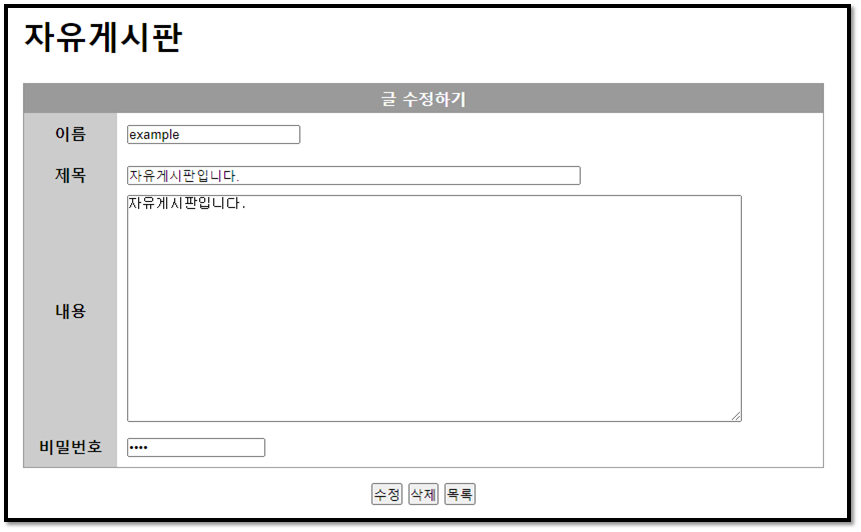 자유게시판
글 수정하기
이름 example
제목 자유게시판입니다.
내용 자유게시판입니다.
비밀번호 ••••
수정 삭제 목록